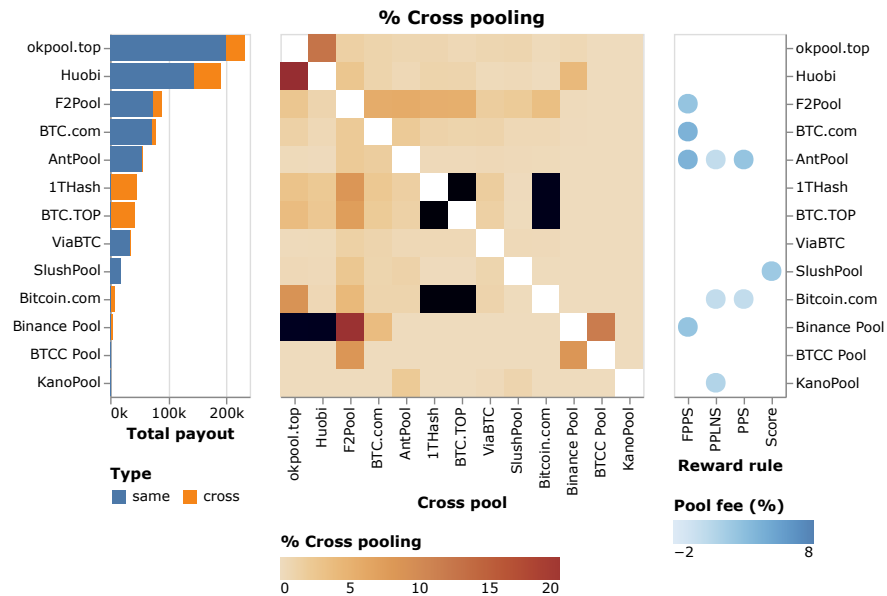 % Cross pooling
okpool.top
Huobi
F2Pool
BTC.com
AntPool
1THash
BTC.TOP
ViaBTC
SlushPool
Bitcoin.com
Binance Pool
BTCC Pool
KanoPool
0k 100k 200k
Total payout
Type
same cross
okpool.top
Huobi
F2Pool
BTC.com
AntPool
1THash
BTC.TOP
ViaBTC
SlushPool
Bitcoin.com
Binance Pool
BTCC Pool
KanoPool
Cross pool
% Cross pooling
0 5 10 15 20
okpool.top
Huobi
F2Pool
BTC.com
AntPool
1THash
BTC.TOP
ViaBTC
SlushPool
Bitcoin.com
Binance Pool
BTCC Pool
KanoPool
FPPS
PPLNS
PPS
Score
Reward rule
Pool fee (%)
−2 8